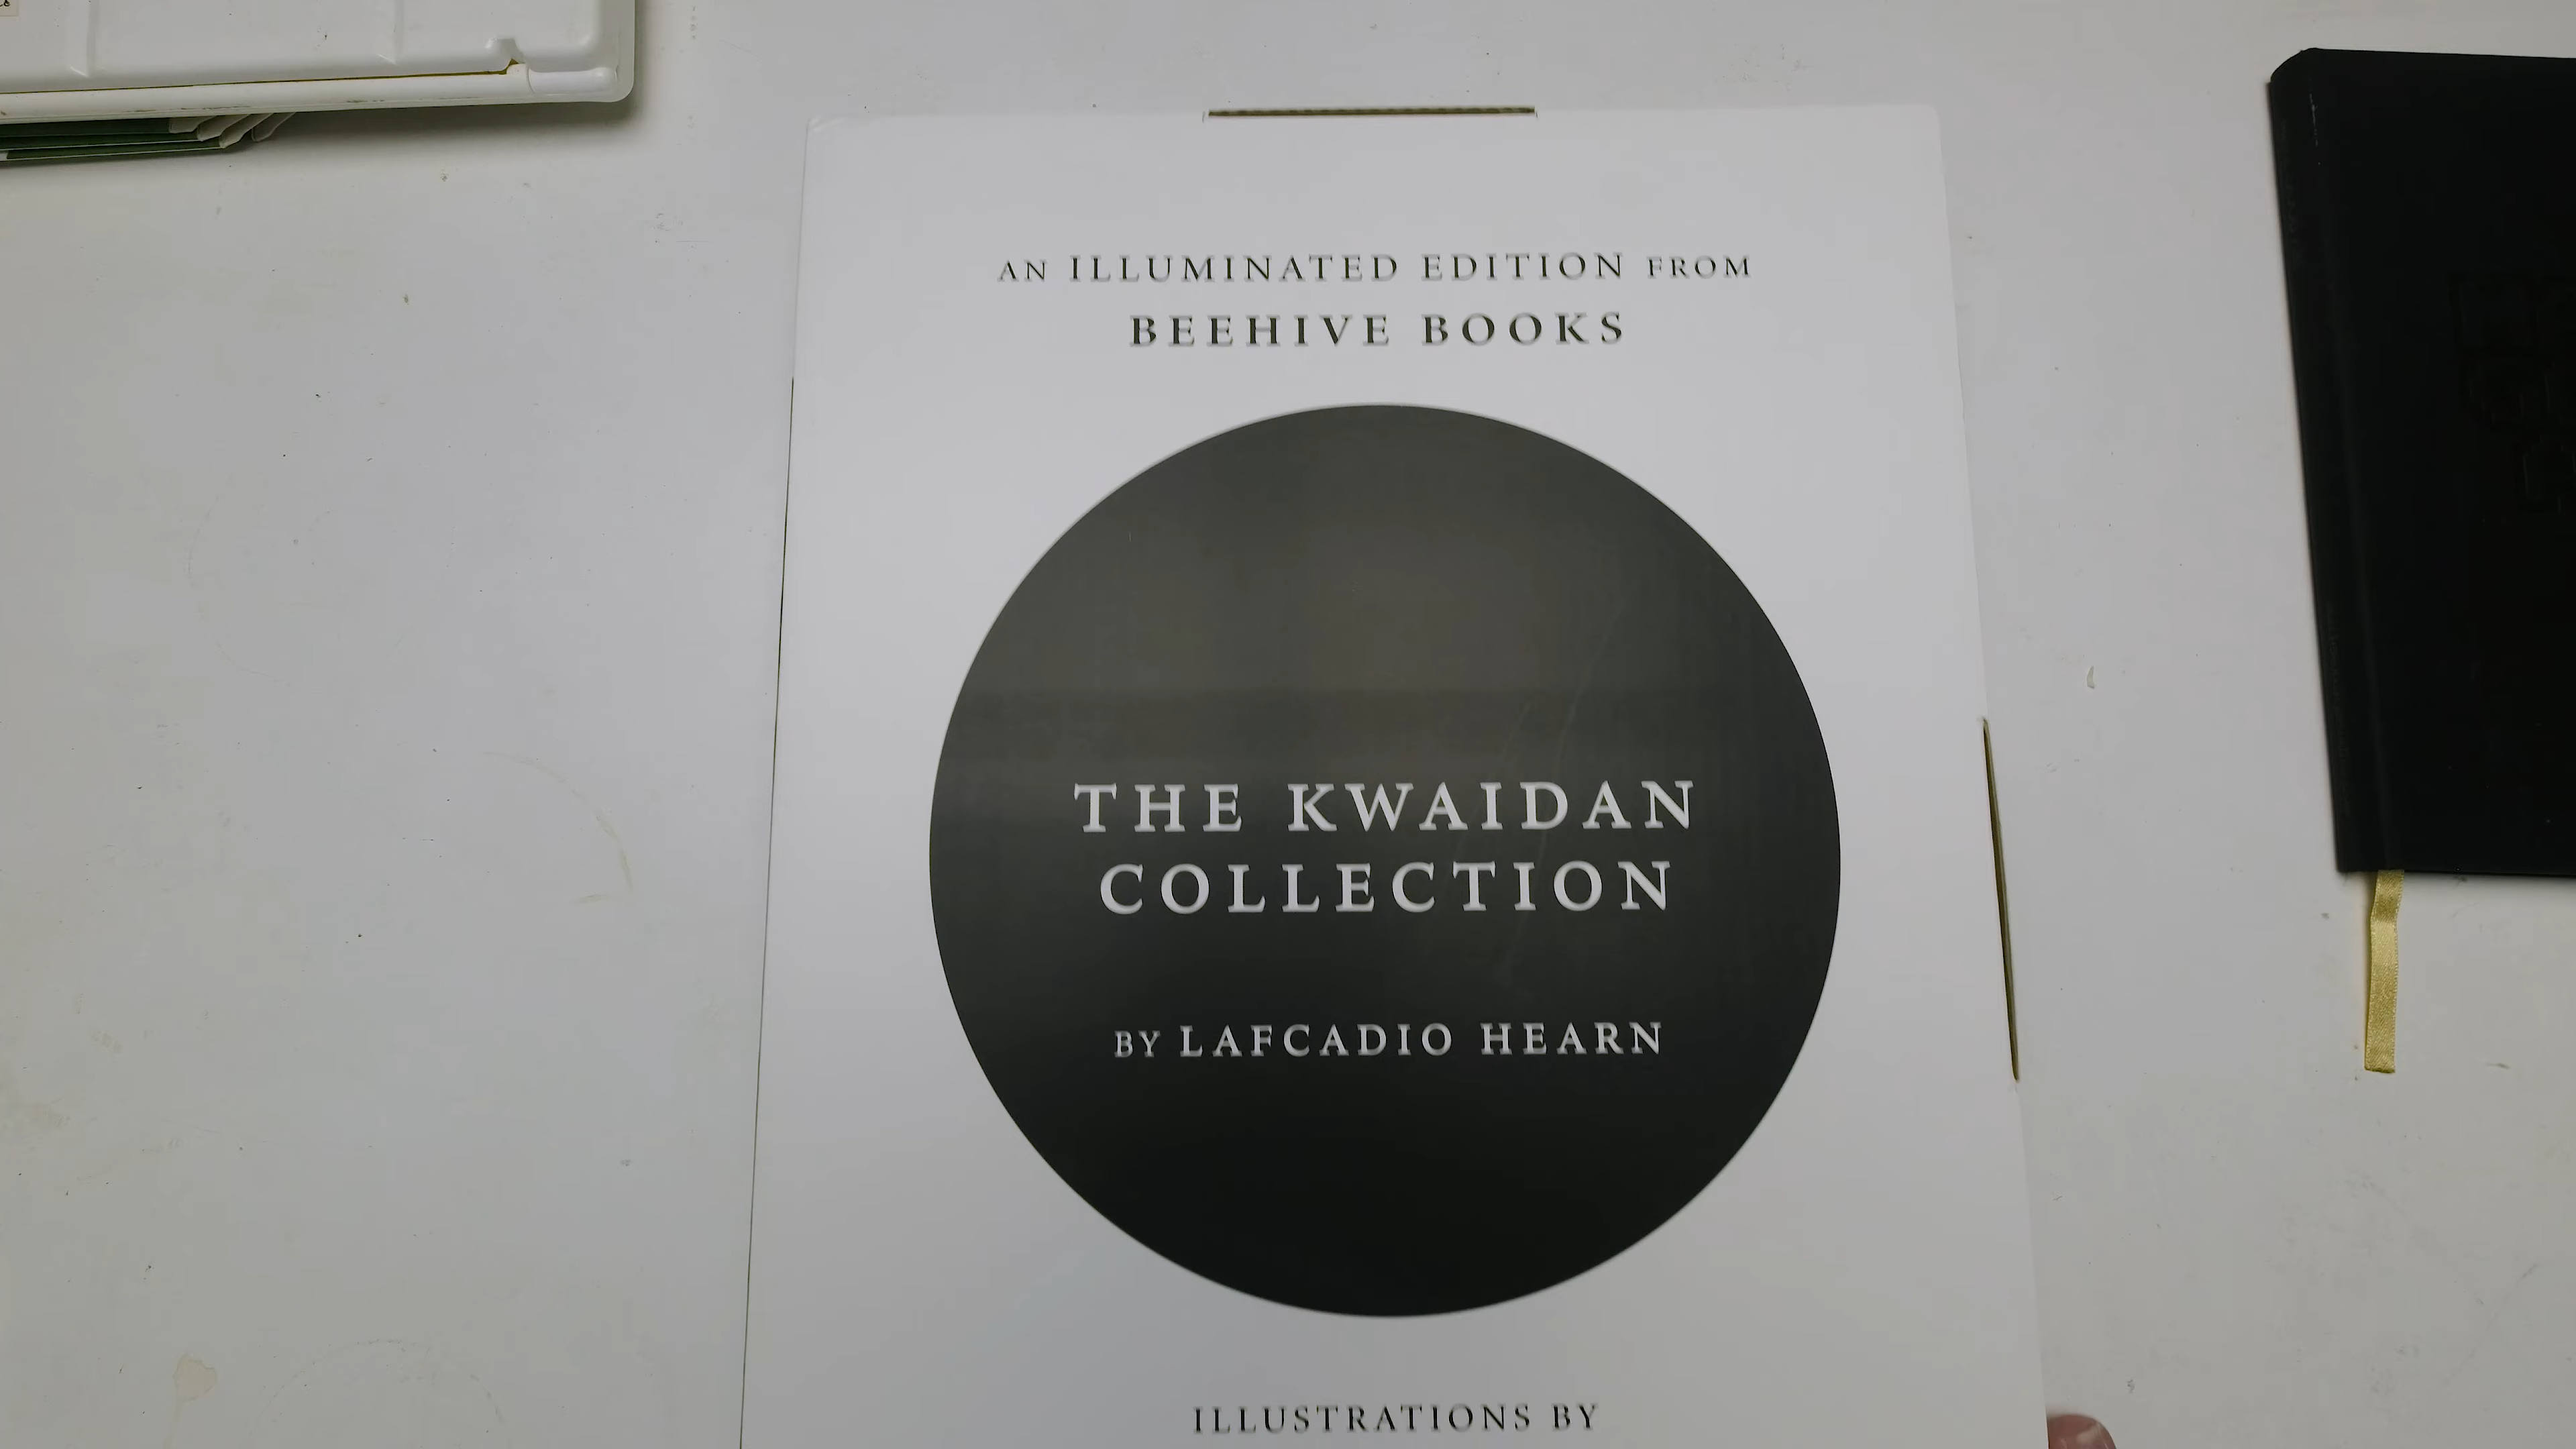 AN ILLUMINATED EDITION FROM
BEEHIVE BOOKS
THE KWAIDAN
COLLECTION
BY LAFCADIO HEARN
ILLUSTRATIONS BY